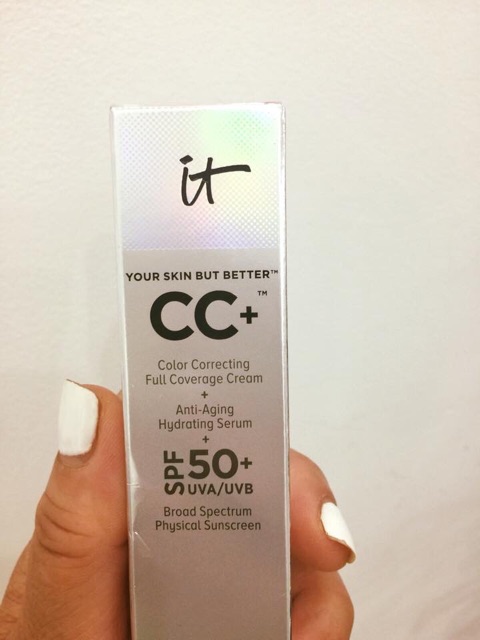 it
YOUR SKIN BUT BETTER™
CC+™
Color Correcting
Full Coverage Cream
+
Anti-Aging
Hydrating Serum
+
SPF 50+
UVA/UVB
Broad Spectrum
Physical Sunscreen